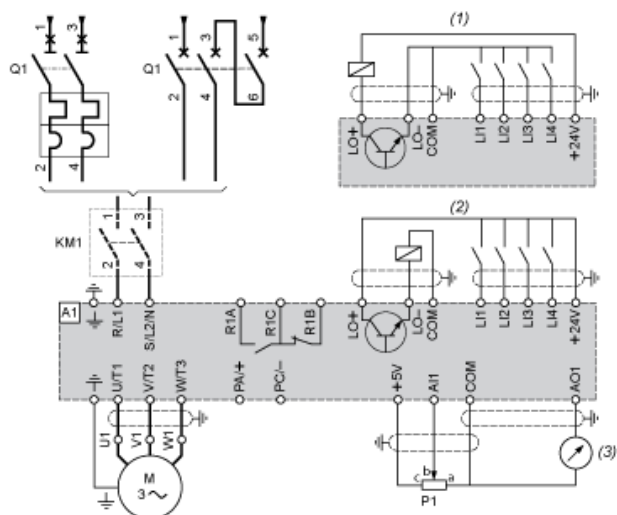 1 3 1 3 5
Q1 Q1
2 4 2 4 6
(1)
LO+ LO- COM LI1 LI2 LI3 LI4 +24V
KM1
1 3
2 4
(2)
A1
R/L1 S/L2/N R1A R1C R1B LO+ LO- COM LI1 LI2 LI3 LI4 +24V
U/T1 V/T2 W/T3 PA/+ PC/- +5V AI1 COM AO1
U1 V1 W1
M
3~
c b a
P1
(3)